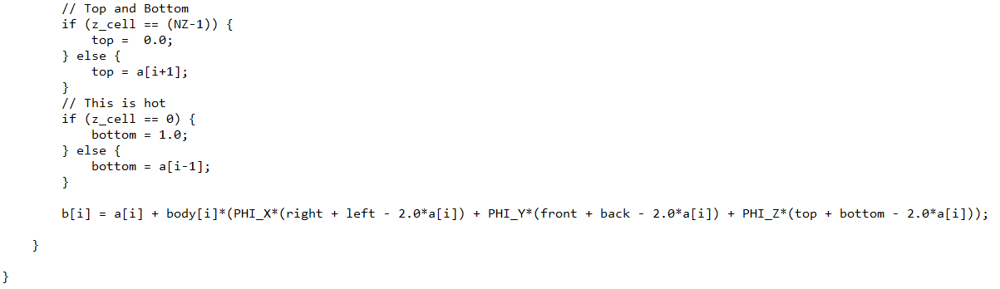 // Top and Bottom
if (z_cell == (NZ-1)) {
top =  0.0;
} else {
top = a[i+1];
}
// This is hot
if (z_cell == 0) {
bottom = 1.0;
} else {
bottom = a[i-1];
}
b[i] = a[i] + body[i]*(PHI_X*(right + left - 2.0*a[i]) + PHI_Y*(front + back - 2.0*a[i]) + PHI_Z*(top + bottom - 2.0*a[i]));
}
}